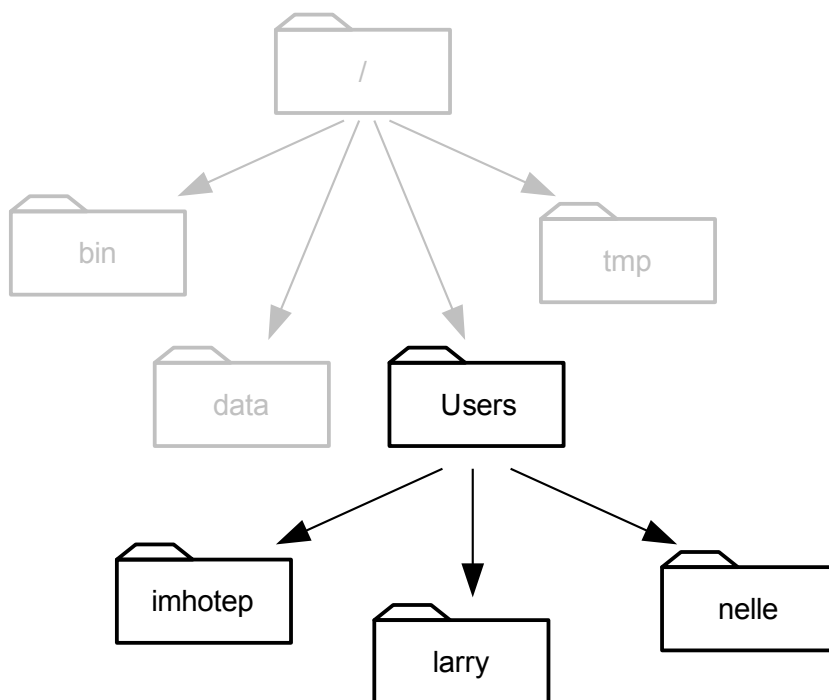 /
bin
tmp
data
Users
imhotep
nelle
larry